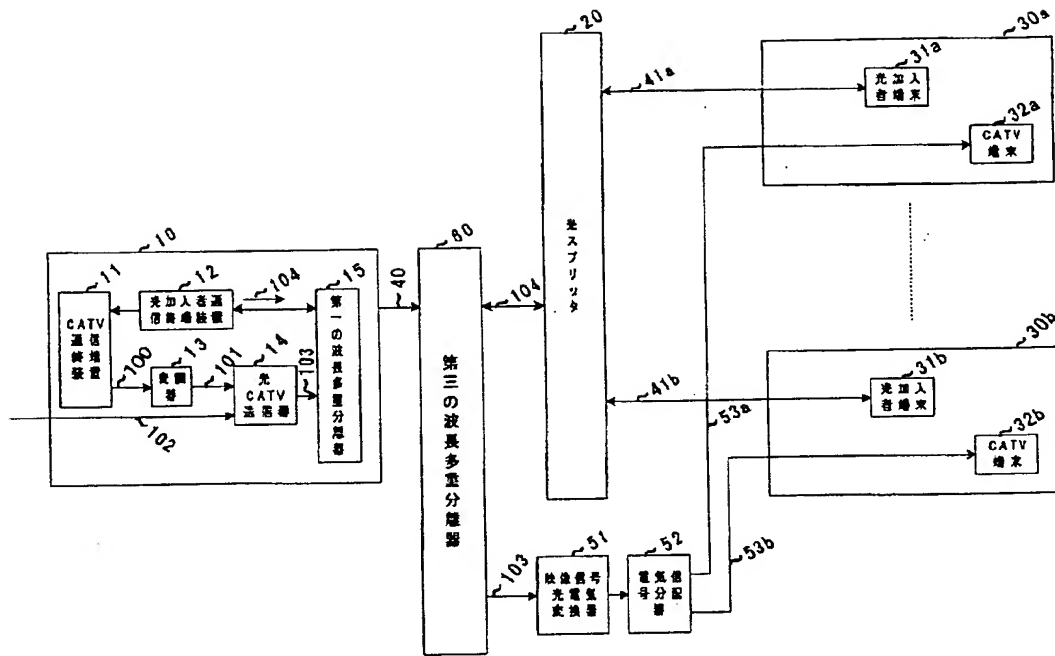 10
11
CATV
通信
終端
装置
12
光加入者通
信終端装置
104
15
第一の波長多重分離器
100
13
変調
器
101
14
光
CATV
送信器
103
102
40
60
第三の波長多重分離器
104
103
20
光スプリッタ
51
映像信号
光電気
変換器
52
電気信
号分配
器
41a
41b
53a
53b
30a
31a
光加入
者端末
32a
CATV
端末
30b
31b
光加入
者端末
32b
CATV
端末